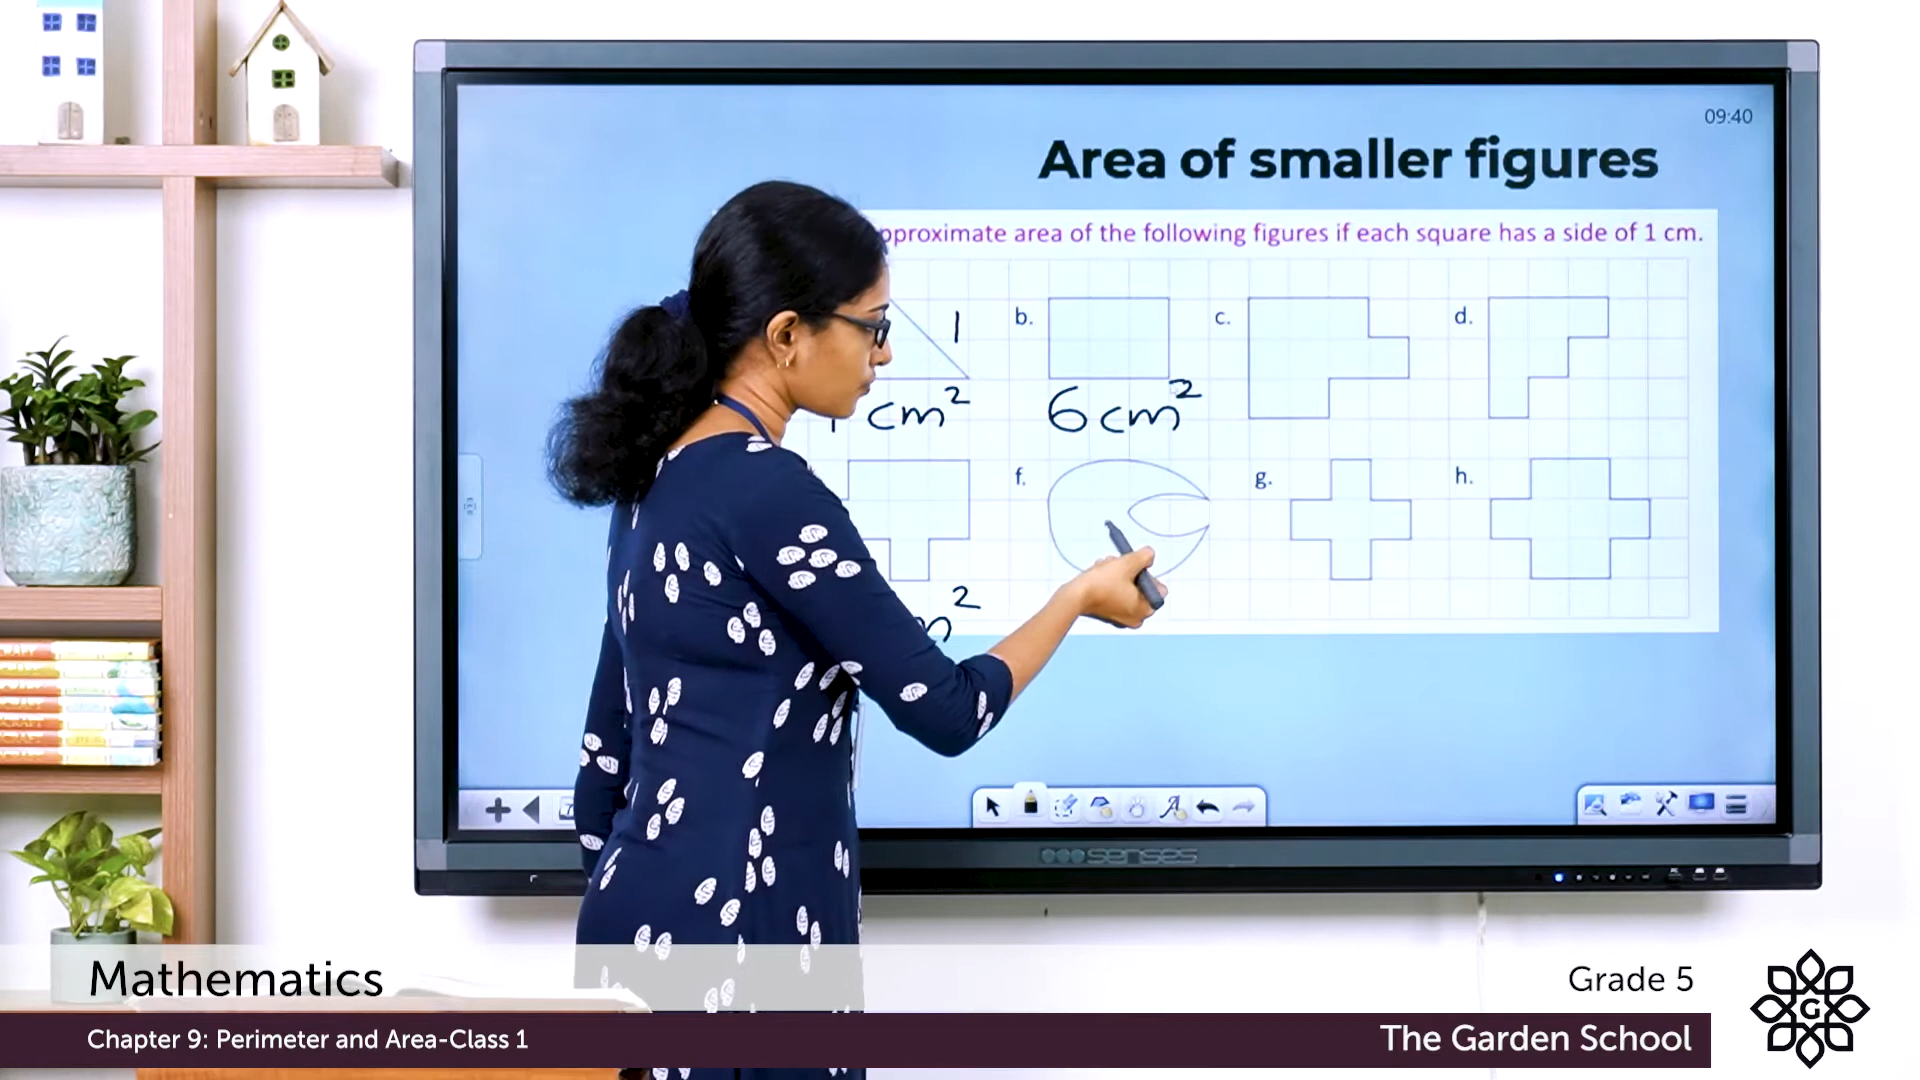 09:40
Area of smaller figures
pproximate area of the following figures if each square has a side of 1 cm.
1
b.
c.
d.
cm²
6 cm²
f.
g.
h.
2
senses
Mathematics
Grade 5
Chapter 9: Perimeter and Area-Class 1
The Garden School
G